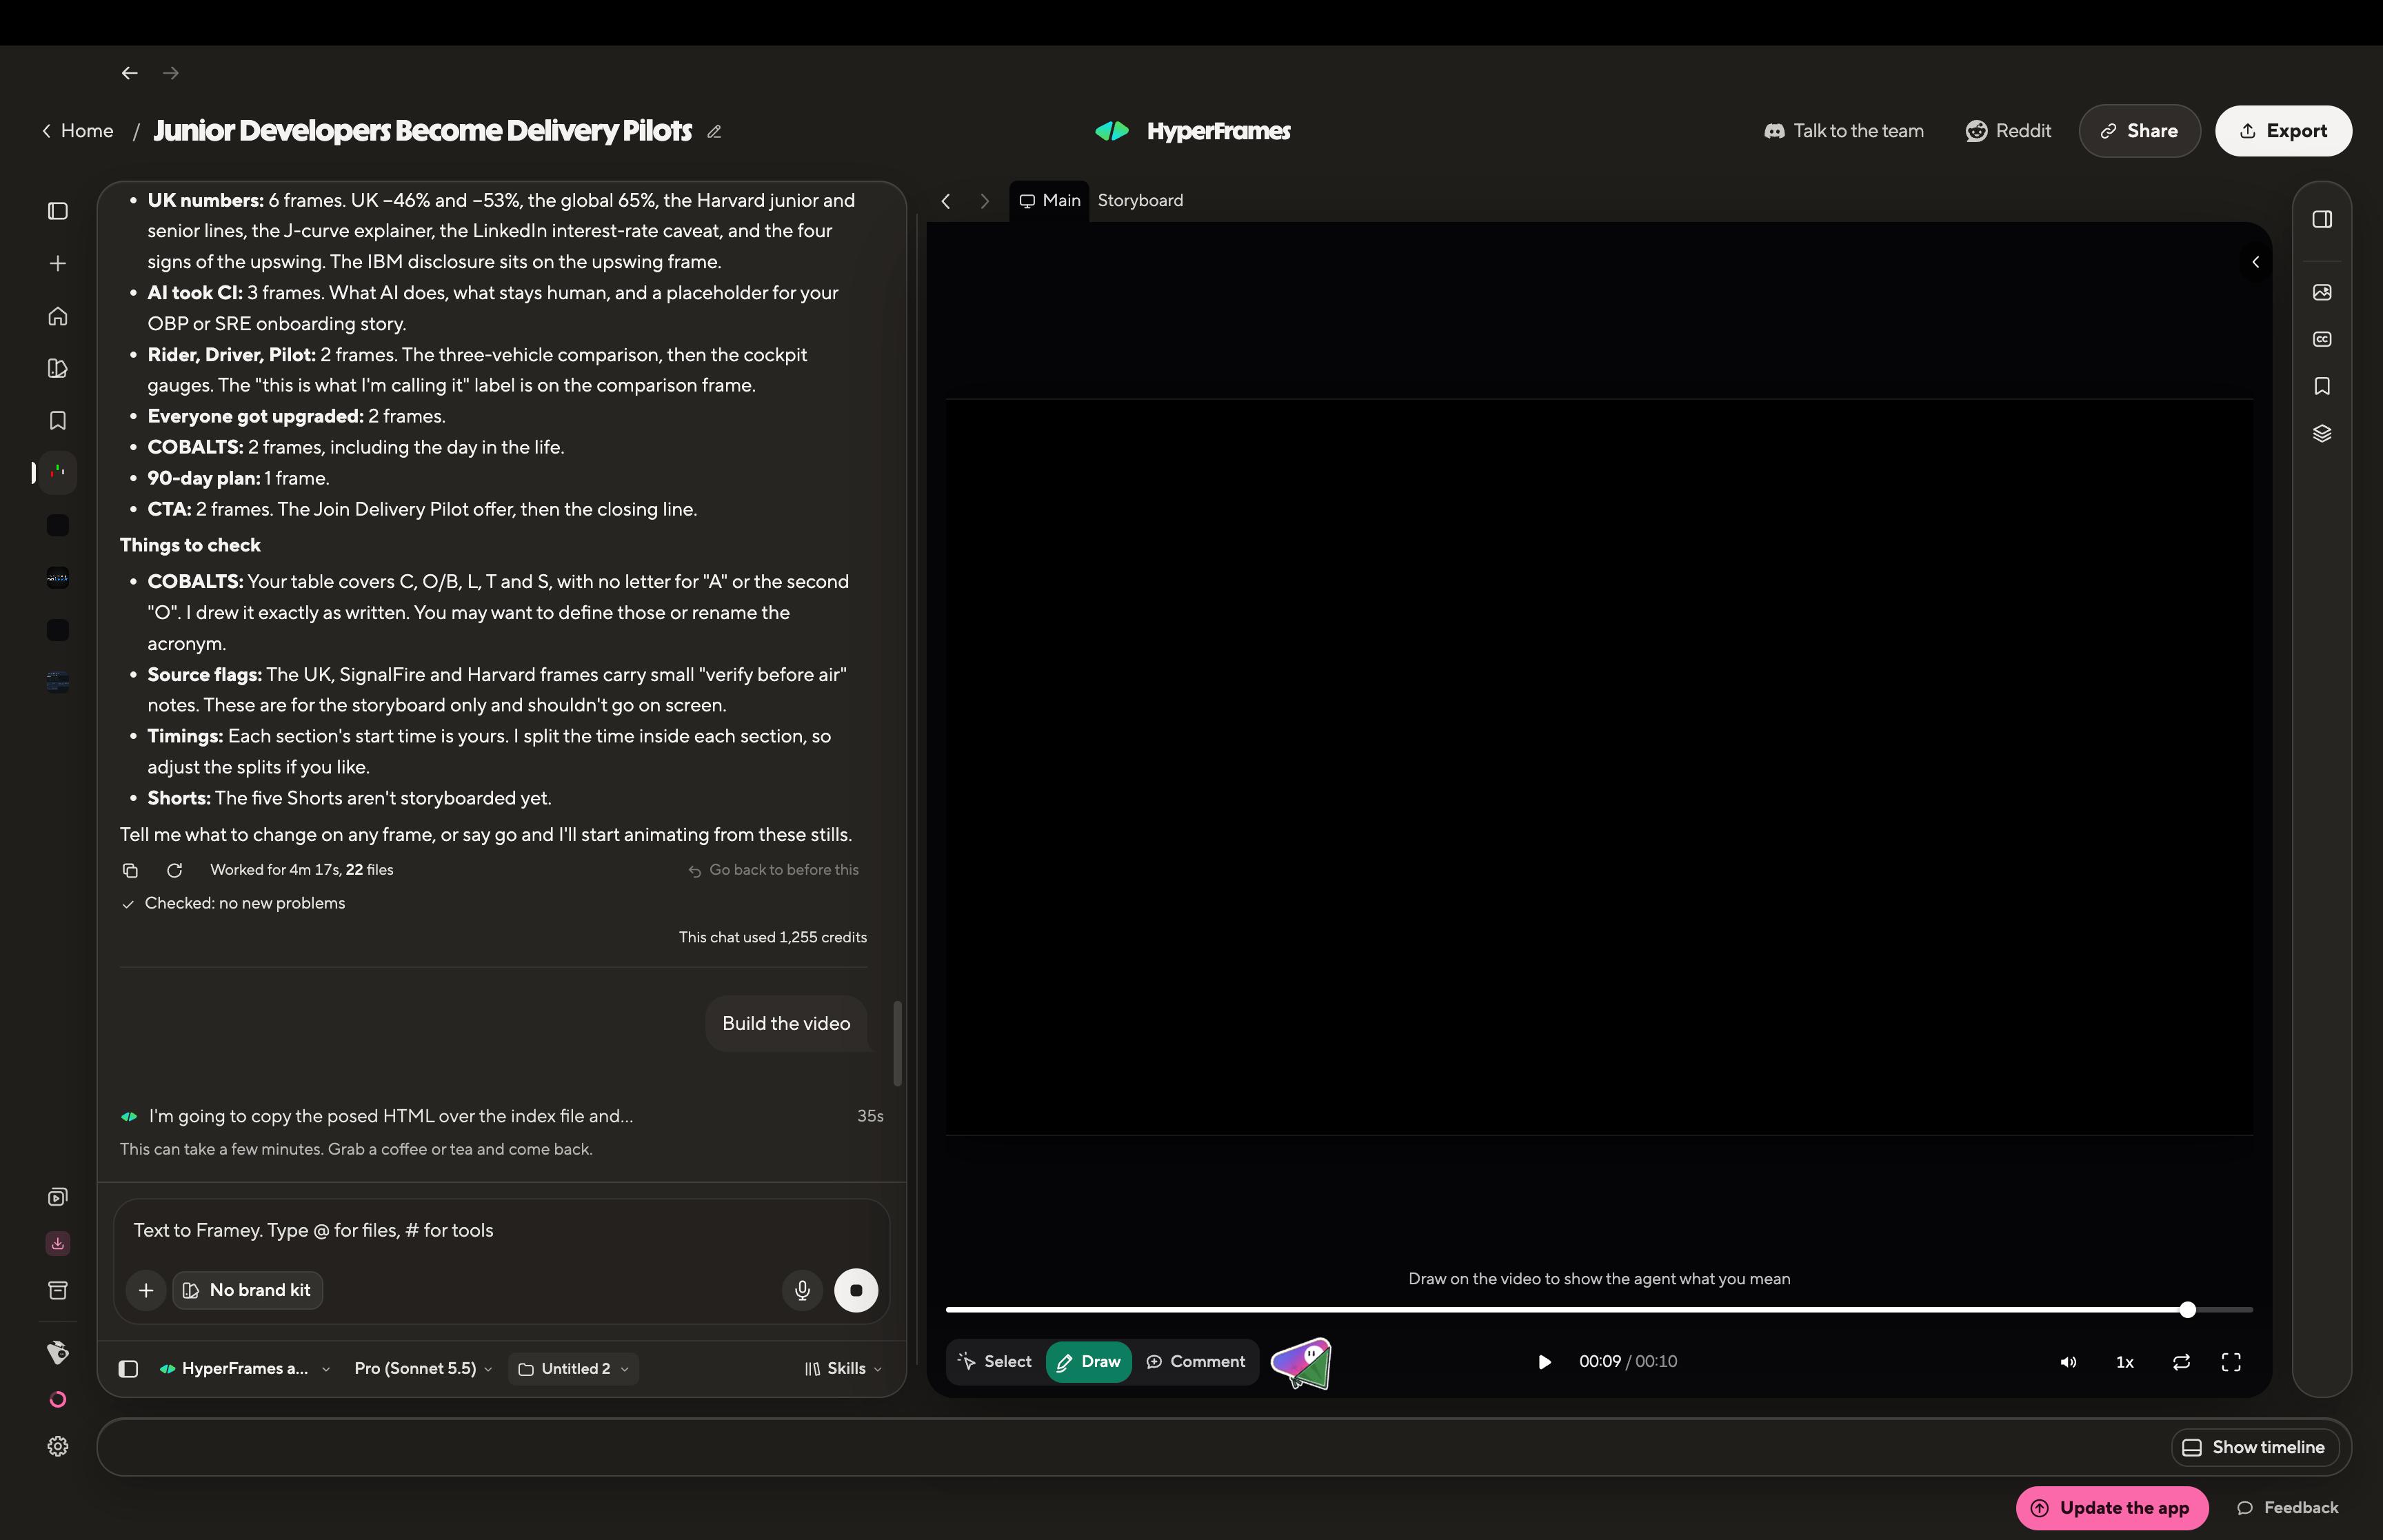 Home / Junior Developers Become Delivery Pilots
HyperFrames
Talk to the team
Reddit
Share
Export
• UK numbers: 6 frames. UK −46% and −53%, the global 65%, the Harvard junior and
senior lines, the J-curve explainer, the LinkedIn interest-rate caveat, and the four
signs of the upswing. The IBM disclosure sits on the upswing frame.
• AI took CI: 3 frames. What AI does, what stays human, and a placeholder for your
OBP or SRE onboarding story.
• Rider, Driver, Pilot: 2 frames. The three-vehicle comparison, then the cockpit
gauges. The "this is what I'm calling it" label is on the comparison frame.
• Everyone got upgraded: 2 frames.
• COBALTS: 2 frames, including the day in the life.
• 90-day plan: 1 frame.
• CTA: 2 frames. The Join Delivery Pilot offer, then the closing line.
Things to check
• COBALTS: Your table covers C, O/B, L, T and S, with no letter for "A" or the second
"O". I drew it exactly as written. You may want to define those or rename the
acronym.
• Source flags: The UK, SignalFire and Harvard frames carry small "verify before air"
notes. These are for the storyboard only and shouldn't go on screen.
• Timings: Each section's start time is yours. I split the time inside each section, so
adjust the splits if you like.
• Shorts: The five Shorts aren't storyboarded yet.
Tell me what to change on any frame, or say go and I'll start animating from these stills.
Worked for 4m 17s, 22 files
Go back to before this
Checked: no new problems
This chat used 1,255 credits
Build the video
I'm going to copy the posed HTML over the index file and...
35s
This can take a few minutes. Grab a coffee or tea and come back.
Text to Framey. Type @ for files, # for tools
No brand kit
HyperFrames a...
Pro (Sonnet 5.5)
Untitled 2
Skills
Main
Storyboard
CC
Draw on the video to show the agent what you mean
Select
Draw
Comment
00:09 / 00:10
1x
Show timeline
Update the app
Feedback